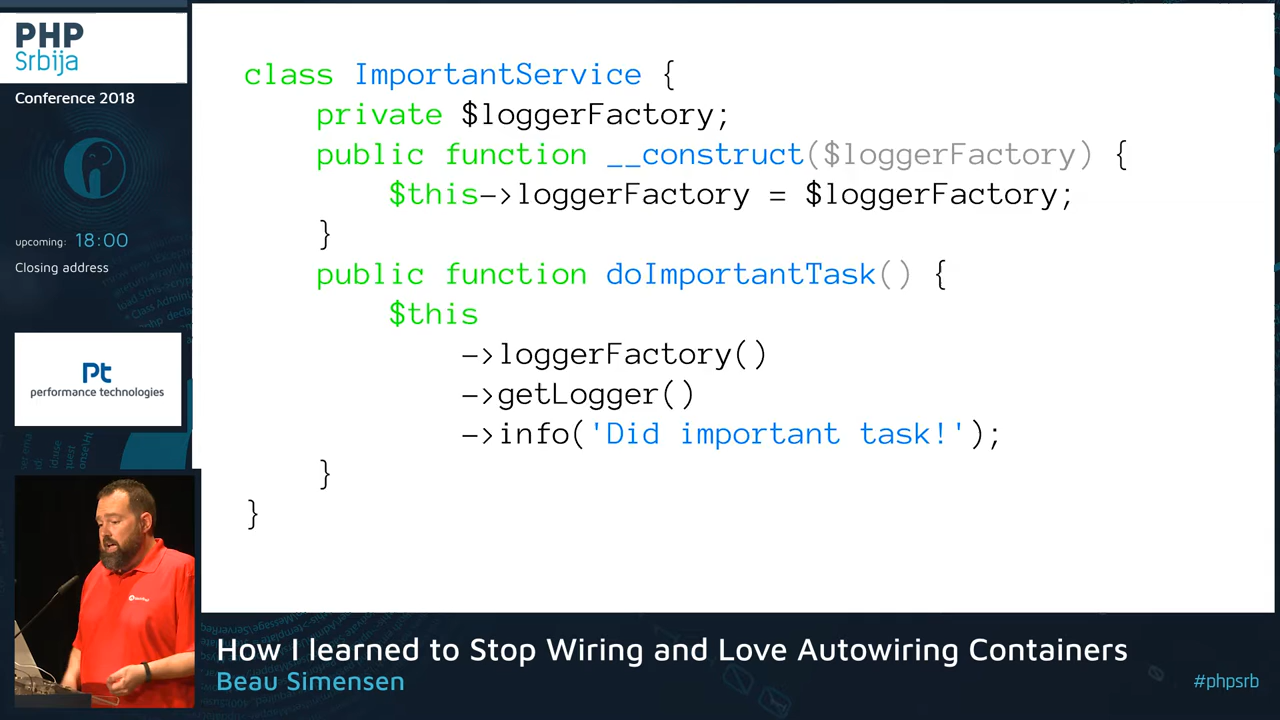 PHP
Srbija
Conference 2018
upcoming: 18:00
Closing address
Pt
performance technologies
class ImportantService {
    private $loggerFactory;
    public function __construct($loggerFactory) {
        $this->loggerFactory = $loggerFactory;
    }
    public function doImportantTask() {
        $this
            ->loggerFactory()
            ->getLogger()
            ->info('Did important task!');
    }
}
How I learned to Stop Wiring and Love Autowiring Containers
Beau Simensen
#phpsrb